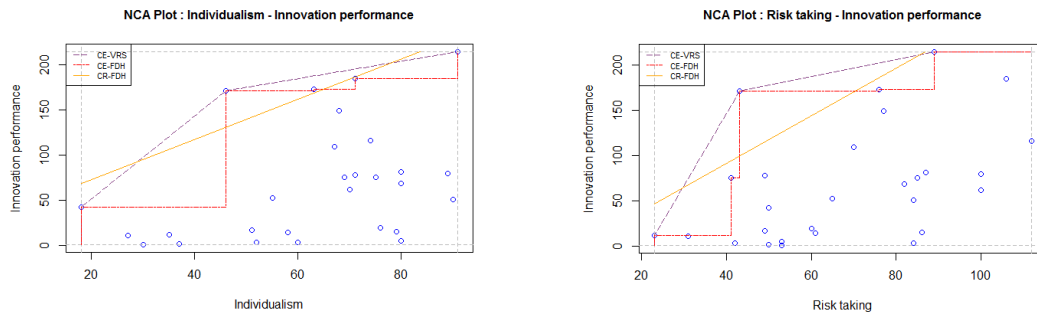 NCA Plot : Individualism - Innovation performance
CE-VRS
CE-FDH
CR-FDH
Innovation performance
0
50
100
150
200
20
40
60
80
Individualism
NCA Plot : Risk taking - Innovation performance
CE-VRS
CE-FDH
CR-FDH
Innovation performance
0
50
100
150
200
20
40
60
80
100
Risk taking